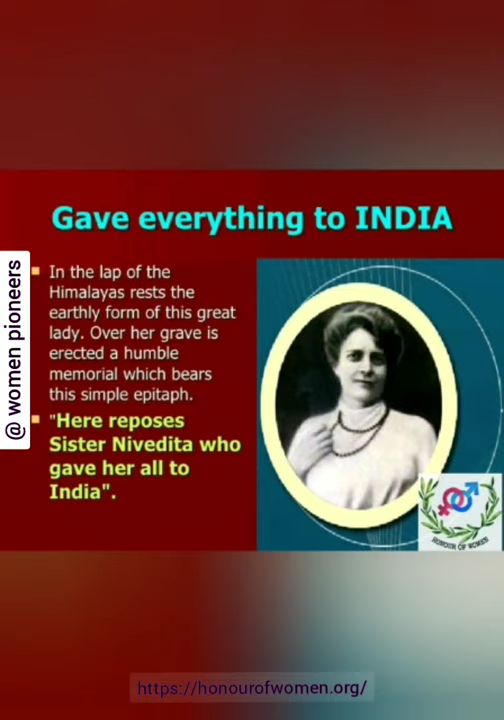 Gave everything to INDIA
@ women pioneers
In the lap of the
Himalayas rests the
earthly form of this great
lady. Over her grave is
erected a humble
memorial which bears
this simple epitaph.
"Here reposes
Sister Nivedita who
gave her all to
India".
HONOUR OF WOMEN
https://honourofwomen.org/